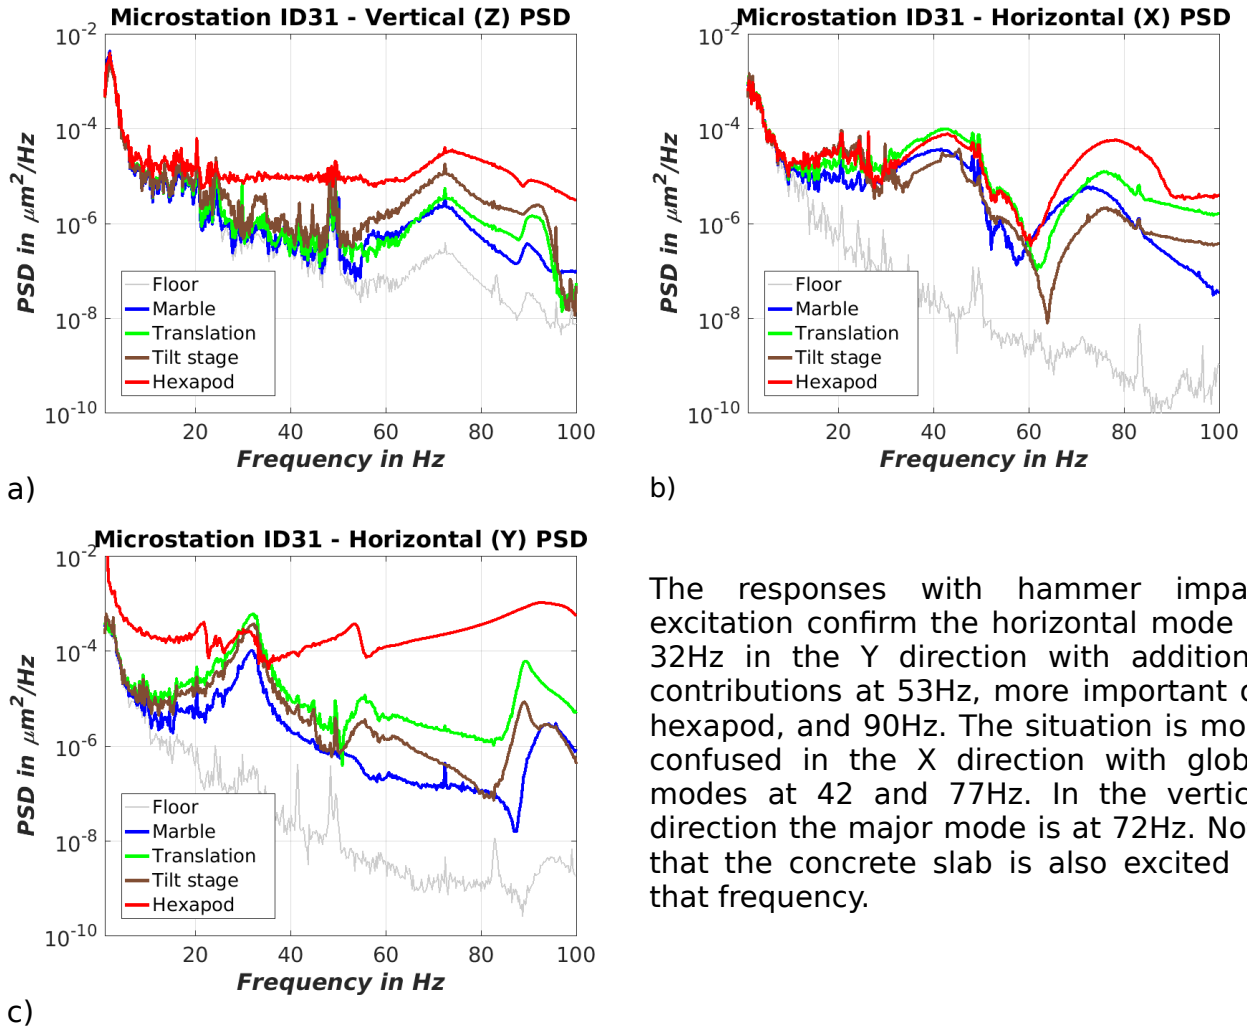 Microstation ID31 - Vertical (Z) PSD
10^-2
10^-4
10^-6
10^-8
10^-10
PSD in μm²/Hz
Floor
Marble
Translation
Tilt stage
Hexapod
20 40 60 80 100
Frequency in Hz
a)
Microstation ID31 - Horizontal (X) PSD
10^-2
10^-4
10^-6
10^-8
10^-10
PSD in μm²/Hz
Floor
Marble
Translation
Tilt stage
Hexapod
20 40 60 80 100
Frequency in Hz
b)
Microstation ID31 - Horizontal (Y) PSD
10^-2
10^-4
10^-6
10^-8
10^-10
PSD in μm²/Hz
Floor
Marble
Translation
Tilt stage
Hexapod
20 40 60 80 100
Frequency in Hz
c)
The responses with hammer impa
excitation confirm the horizontal mode
32Hz in the Y direction with addition
contributions at 53Hz, more important
hexapod, and 90Hz. The situation is mo
confused in the X direction with glob
modes at 42 and 77Hz. In the vertic
direction the major mode is at 72Hz. No
that the concrete slab is also excited
that frequency.